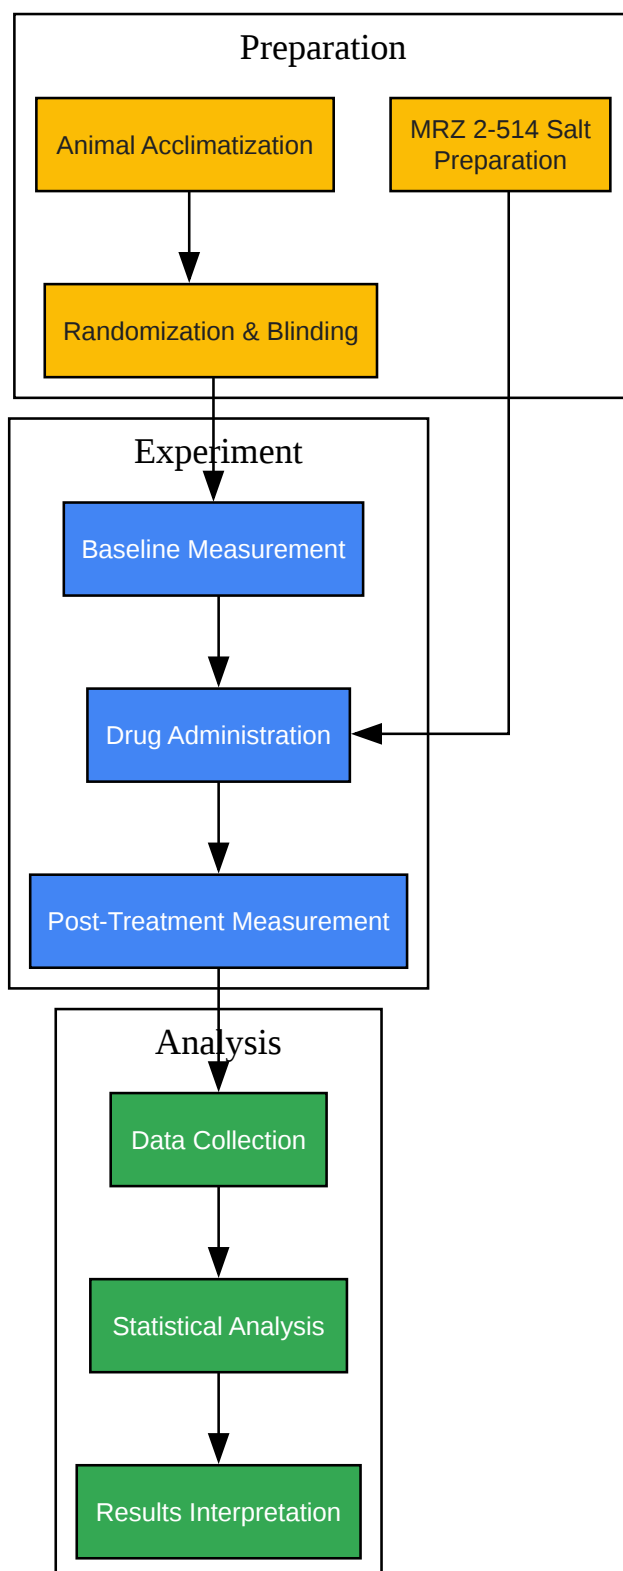 Preparation
Animal Acclimatization
MRZ 2-514 Salt
Preparation
Randomization & Blinding
Experiment
Baseline Measurement
Drug Administration
Post-Treatment Measurement
Analysis
Data Collection
Statistical Analysis
Results Interpretation